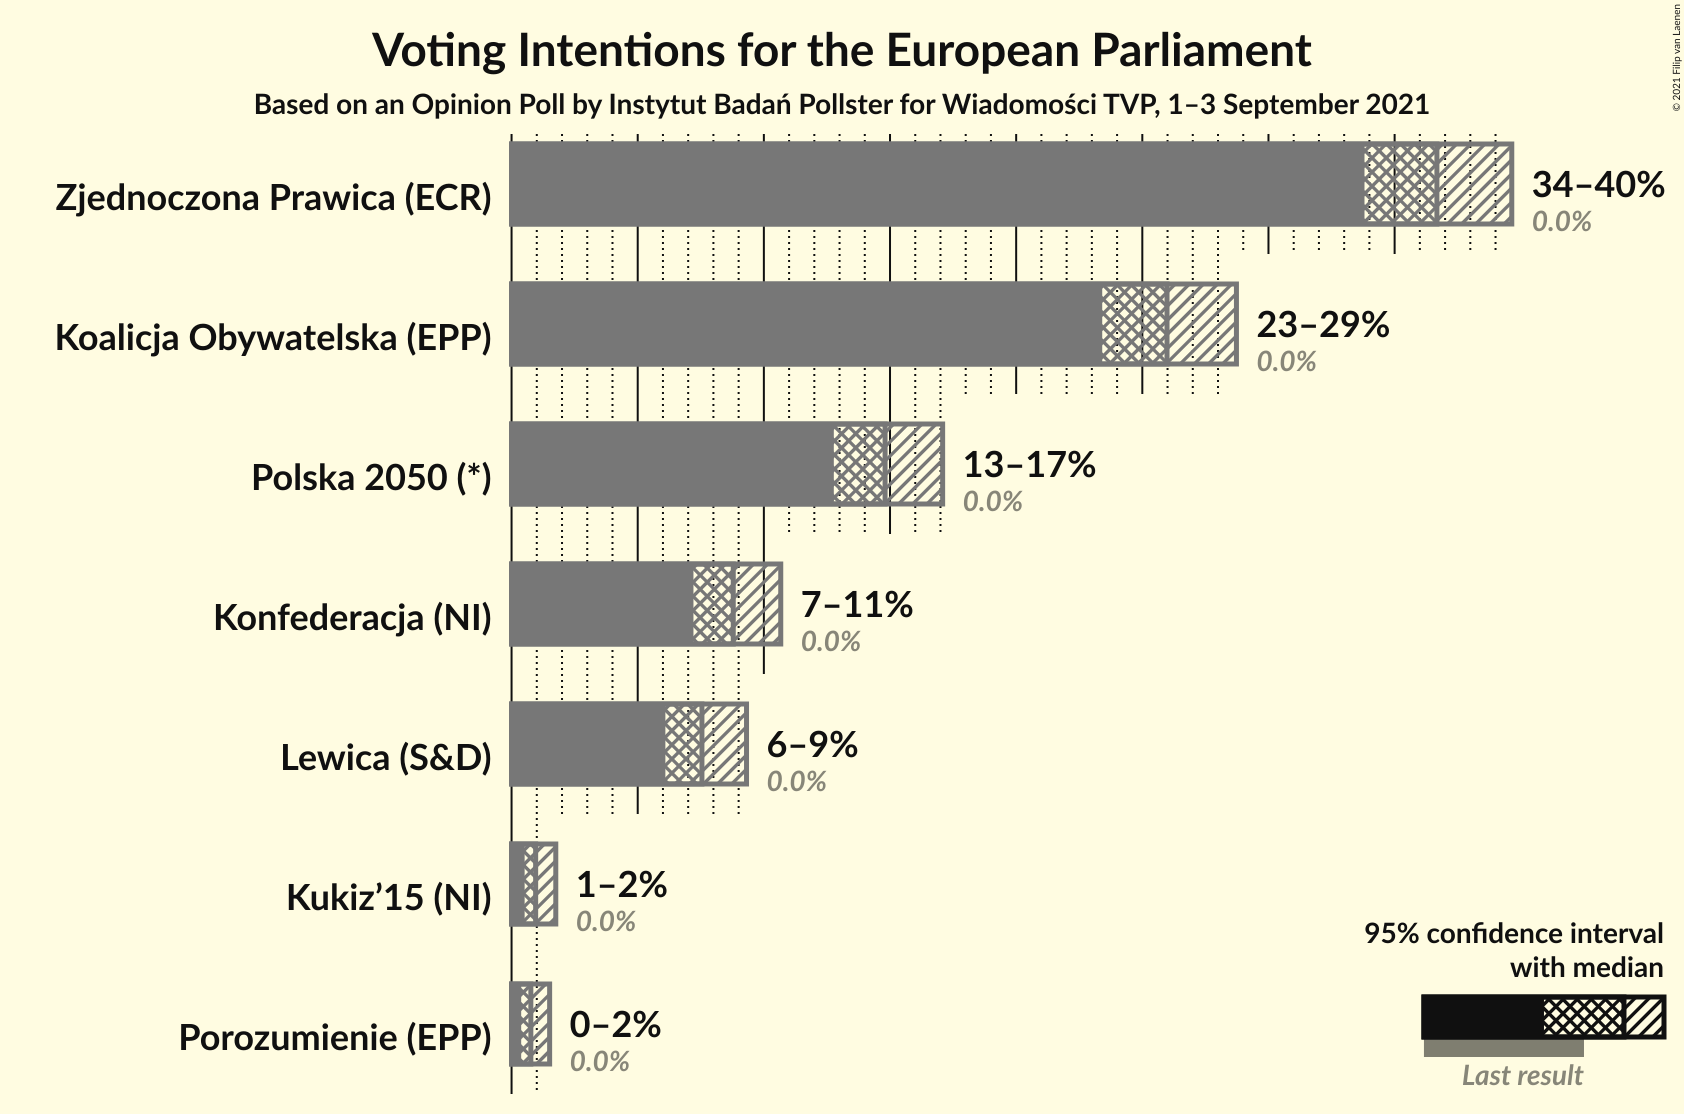 Voting Intentions for the European Parliament
Based on an Opinion Poll by Instytut Badań Pollster for Wiadomości TVP, 1–3 September 2021
© 2021 Filip van Laenen
Zjednoczona Prawica (ECR)
34–40%
0.0%
Koalicja Obywatelska (EPP)
23–29%
0.0%
Polska 2050 (*)
13–17%
0.0%
Konfederacja (NI)
7–11%
0.0%
Lewica (S&D)
6–9%
0.0%
Kukiz’15 (NI)
1–2%
0.0%
Porozumienie (EPP)
0–2%
0.0%
95% confidence interval
with median
Last result